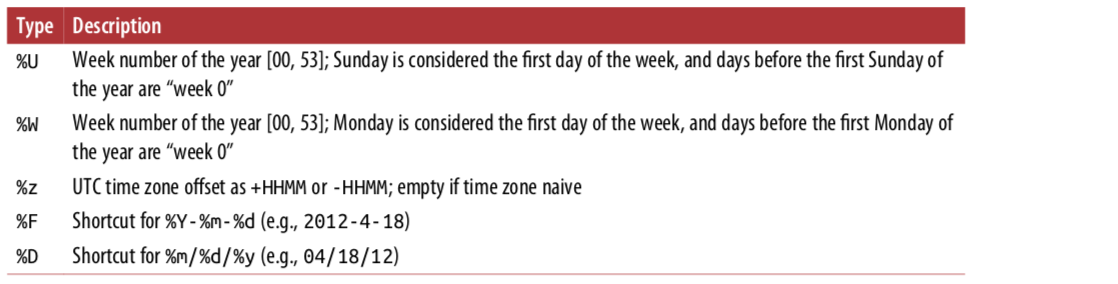 Type Description
%U Week number of the year [00, 53]; Sunday is considered the first day of the week, and days before the first Sunday of
the year are “week 0”
%W Week number of the year [00, 53]; Monday is considered the first day of the week, and days before the first Monday of
the year are “week 0”
%z UTC time zone offset as +HHMM or -HHMM; empty if time zone naive
%F Shortcut for %Y-%m-%d (e.g., 2012-4-18)
%D Shortcut for %m/%d/%y (e.g., 04/18/12)